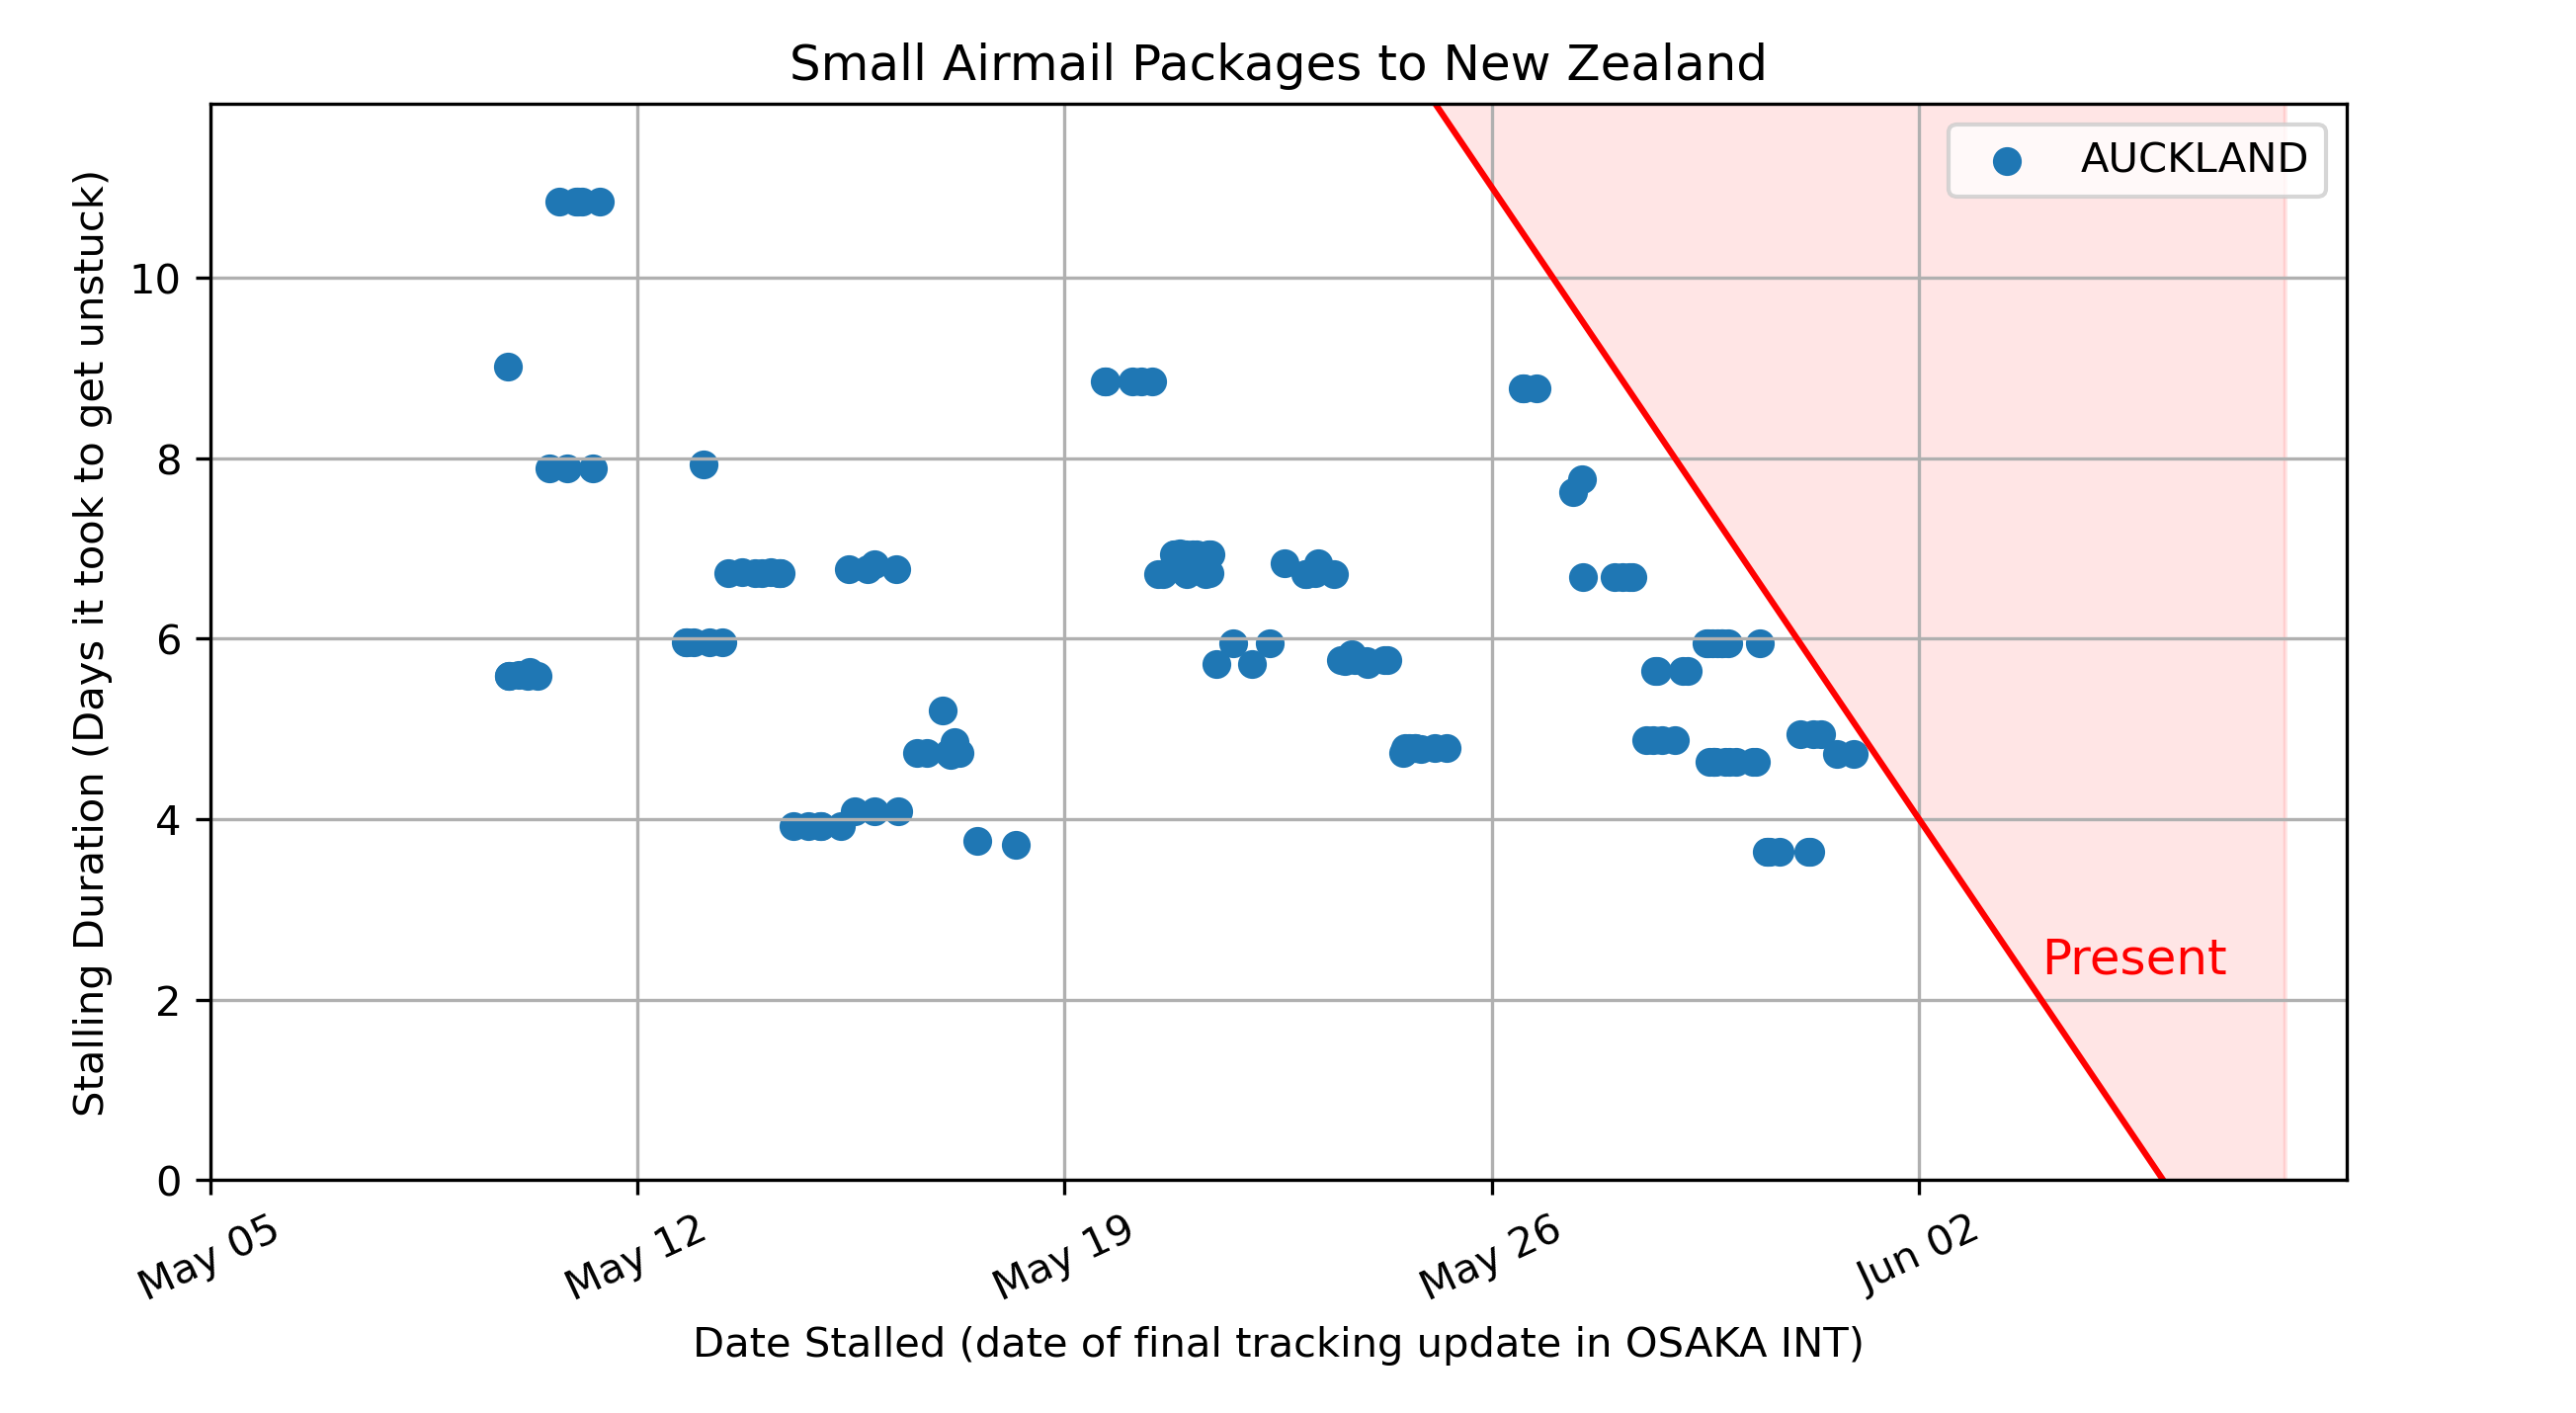 Small Airmail Packages to New Zealand
AUCKLAND
Stalling Duration (Days it took to get unstuck)
10
8
6
4
2
0
Present
May 05
May 12
May 19
May 26
Jun 02
Date Stalled (date of final tracking update in OSAKA INT)